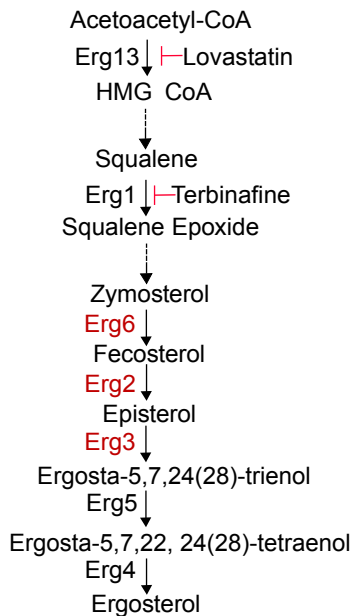 Acetoacetyl-CoA
Erg13 Lovastatin
HMG CoA
Squalene
Erg1 Terbinafine
Squalene Epoxide
Zymosterol
Erg6
Fecosterol
Erg2
Episterol
Erg3
Ergosta-5,7,24(28)-trienol
Erg5
Ergosta-5,7,22, 24(28)-tetraenol
Erg4
Ergosterol